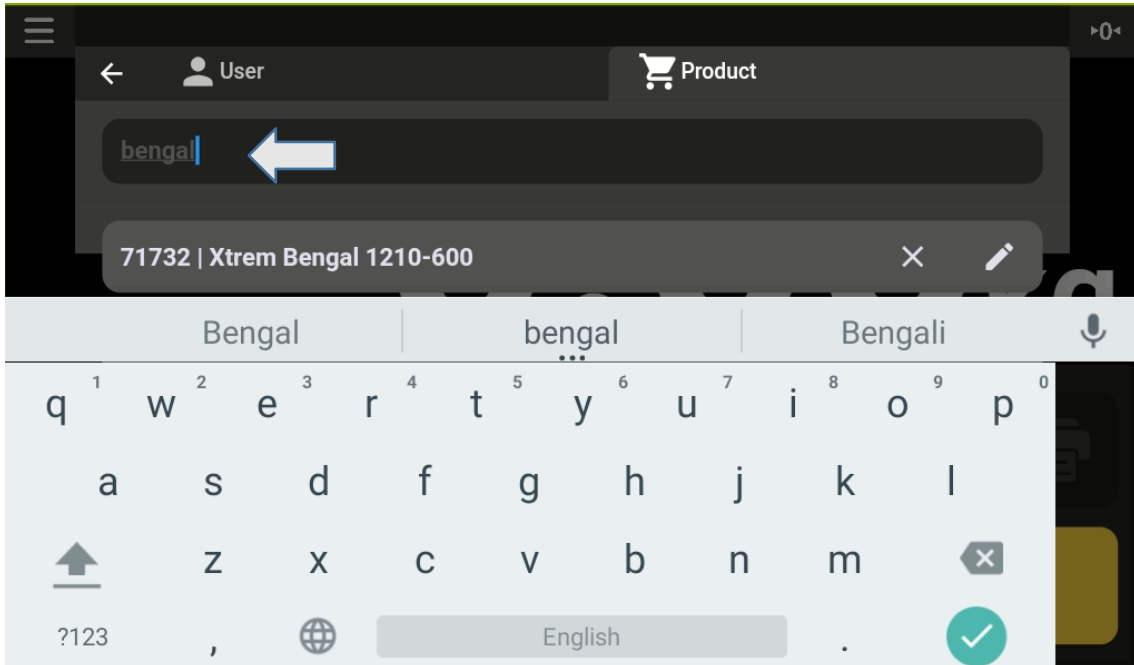 ▸0◂
User
Product
bengal
71732 | Xtrem Bengal 1210-600
Bengal
bengal
Bengali
1 2 3 4 5 6 7 8 9 0
q w e r t y u i o p
a s d f g h j k l
z x c v b n m
?123 , English .